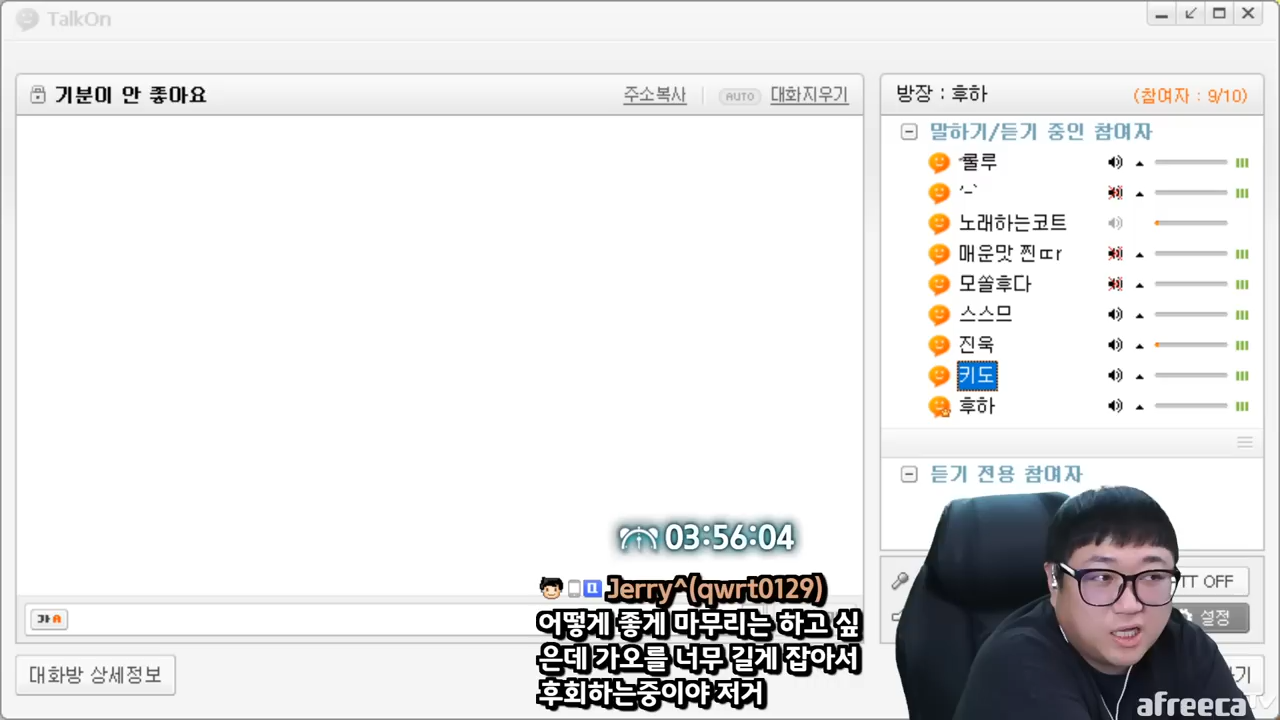 TalkOn
기분이 안 좋아요
주소복사
AUTO
대화지우기
방장 : 후하
(참여자 : 9/10)
말하기/듣기 중인 참여자
쿨루
'-`
노래하는코트
매운맛 찐ㄸr
모쏠후다
스스므
진욱
키도
후하
듣기 전용 참여자
03:56:04
Jerry^(qwrt0129)
어떻게 좋게 마무리는 하고 싶
은데 가오를 너무 길게 잡아서
후회하는중이야 저거
TT OFF
설정
가
대화방 상세정보
기
afreecaTV